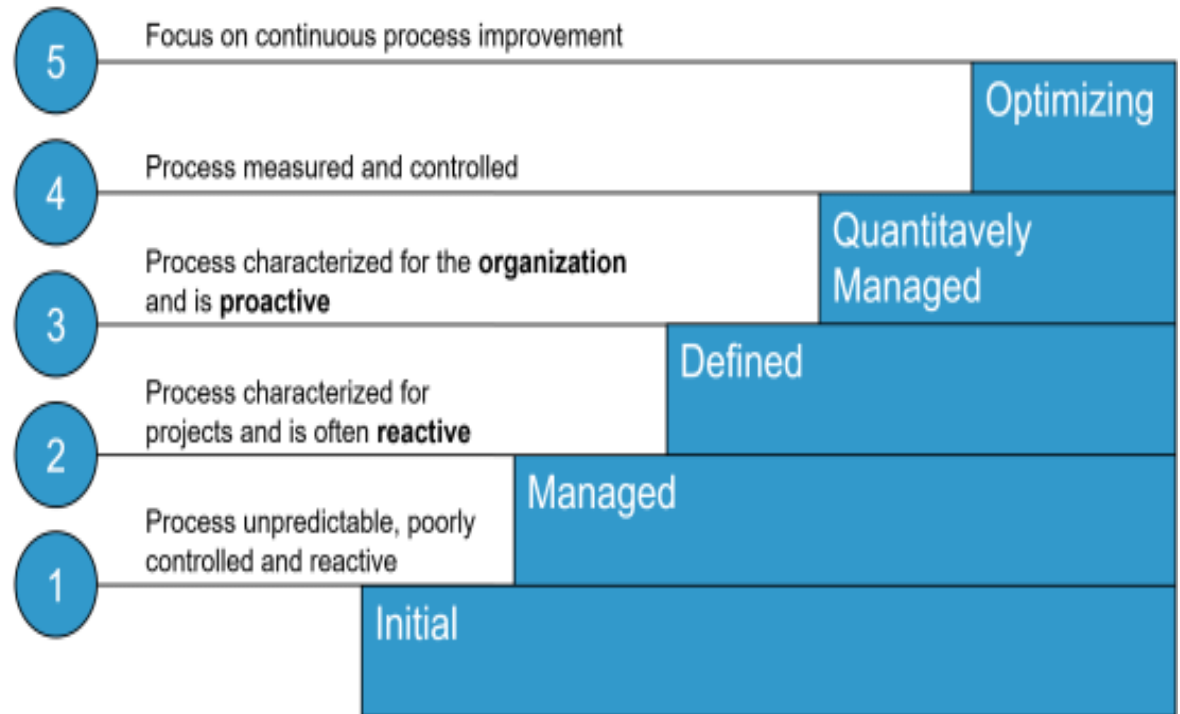 5
Focus on continuous process improvement
Optimizing
4
Process measured and controlled
Quantitavely
Managed
3
Process characterized for the organization
and is proactive
Defined
2
Process characterized for
projects and is often reactive
Managed
1
Process unpredictable, poorly
controlled and reactive
Initial